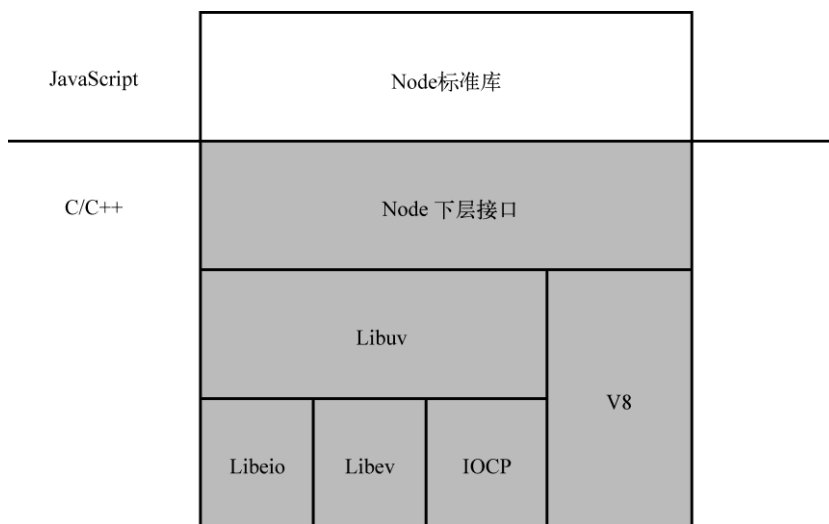 JavaScript
Node标准库
C/C++
Node 下层接口
Libuv
V8
Libeio
Libev
IOCP